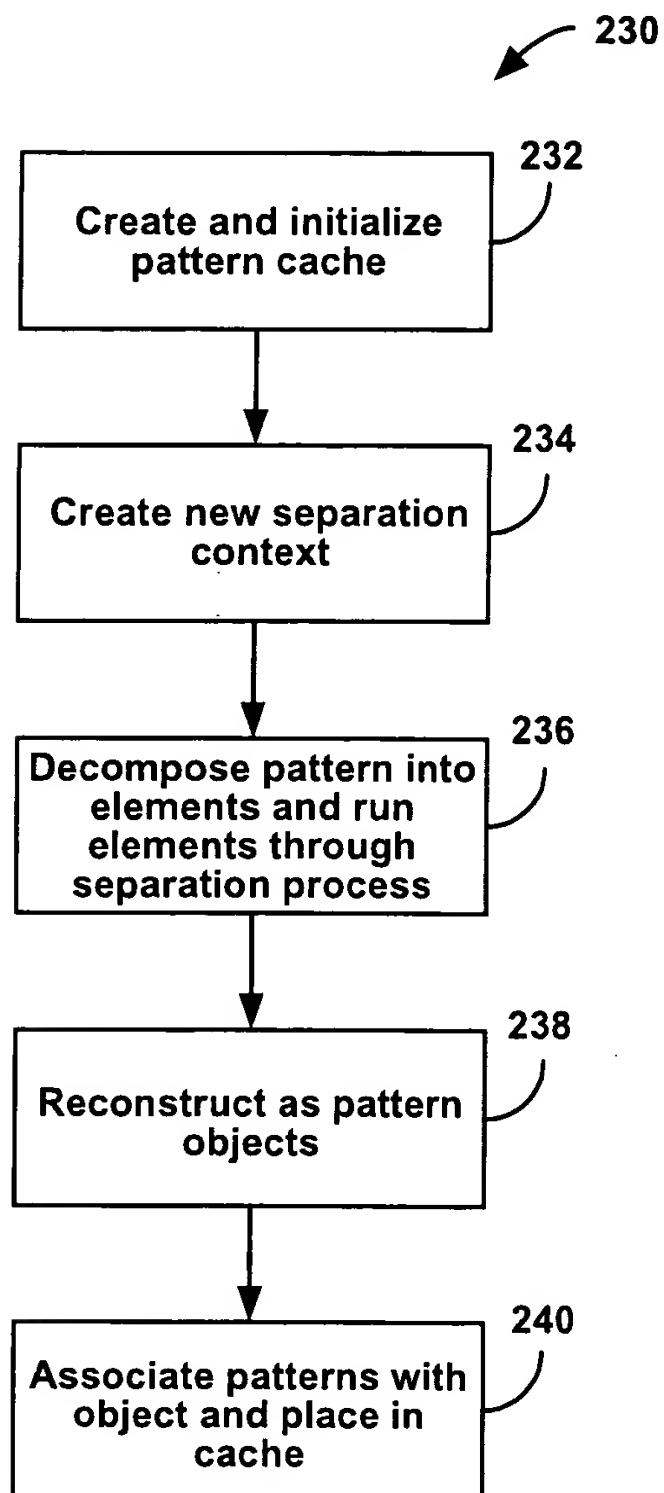 230
232
Create and initialize
pattern cache
234
Create new separation
context
236
Decompose pattern into
elements and run
elements through
separation process
238
Reconstruct as pattern
objects
240
Associate patterns with
object and place in
cache